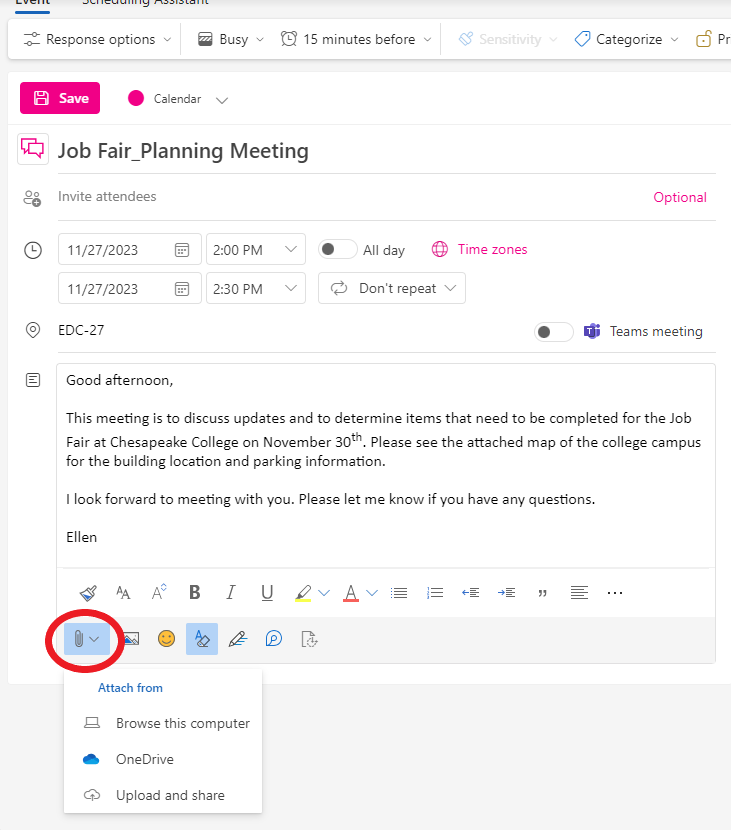 Event Scheduling Assistant
Response options Busy 15 minutes before Sensitivity Categorize
Save Calendar
Job Fair_Planning Meeting
Invite attendees Optional
11/27/2023 2:00 PM All day Time zones
11/27/2023 2:30 PM Don't repeat
EDC-27 Teams meeting
Good afternoon,
This meeting is to discuss updates and to determine items that need to be completed for the Job
Fair at Chesapeake College on November 30th. Please see the attached map of the college campus
for the building location and parking information.
I look forward to meeting with you. Please let me know if you have any questions.
Ellen
Attach from
Browse this computer
OneDrive
Upload and share